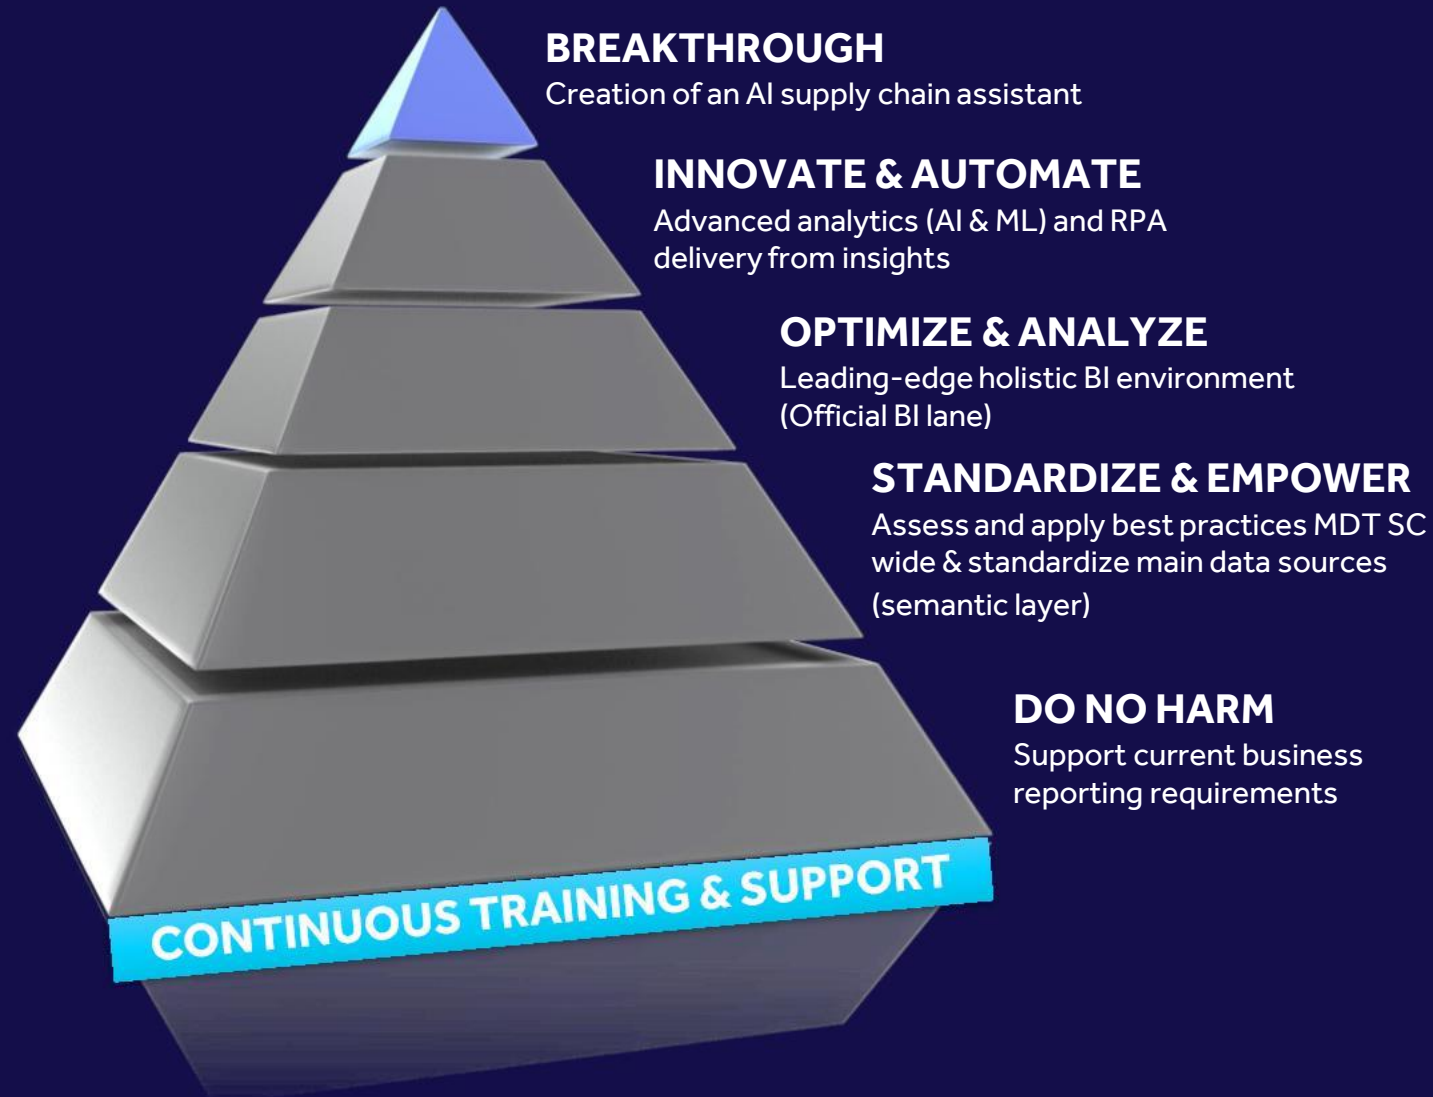 BREAKTHROUGH
Creation of an AI supply chain assistant
INNOVATE & AUTOMATE
Advanced analytics (AI & ML) and RPA
delivery from insights
OPTIMIZE & ANALYZE
Leading-edge holistic BI environment
(Official BI lane)
STANDARDIZE & EMPOWER
Assess and apply best practices MDT SC
wide & standardize main data sources
(semantic layer)
DO NO HARM
Support current business
reporting requirements
CONTINUOUS TRAINING & SUPPORT